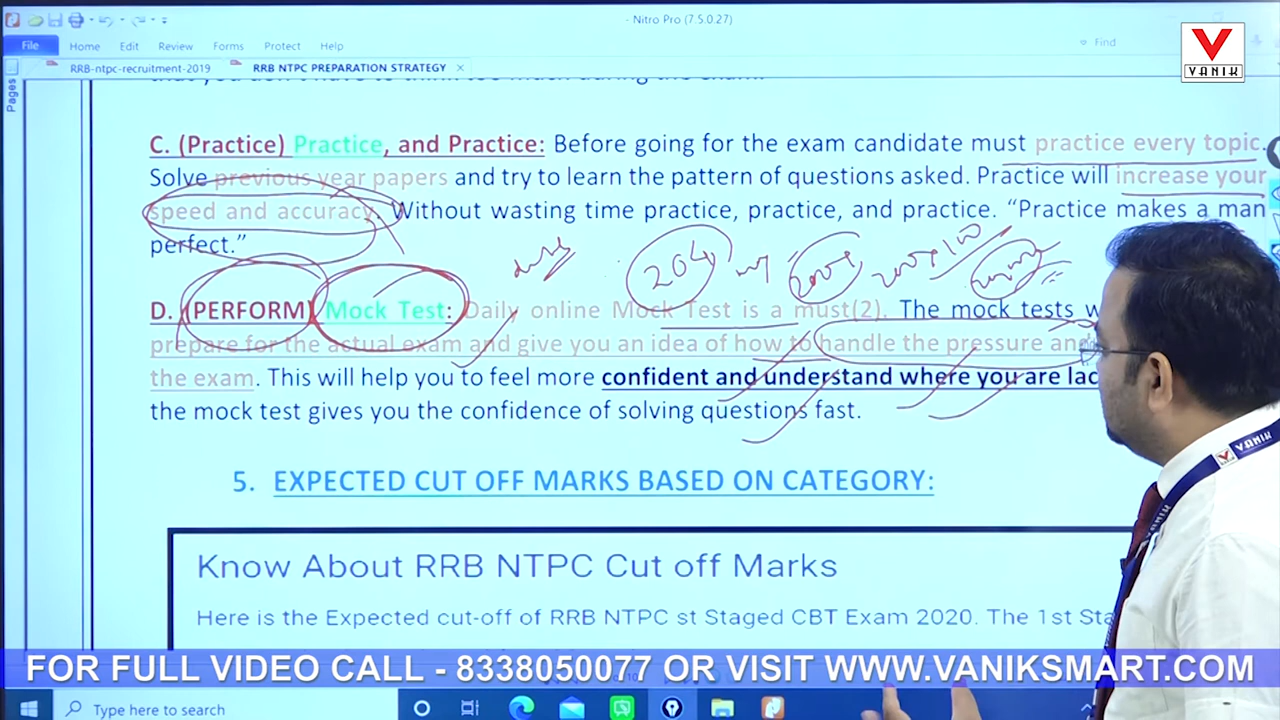 - Nitro Pro (7.5.0.27)
File Home Edit Review Forms Protect Help Find
RRB-ntpc-recruitment-2019 RRB NTPC PREPARATION STRATEGY
Pages
VANIK
C. (Practice) Practice, and Practice: Before going for the exam candidate must practice every topic.
Solve previous year papers and try to learn the pattern of questions asked. Practice will increase your
speed and accuracy. Without wasting time practice, practice, and practice. “Practice makes a man
perfect.”
204
D. (PERFORM) Mock Test: Daily online Mock Test is a must(2). The mock tests
prepare for the actual exam and give you an idea of how to handle the pressure and
the exam. This will help you to feel more confident and understand where you are lac
the mock test gives you the confidence of solving questions fast.
5. EXPECTED CUT OFF MARKS BASED ON CATEGORY:
Know About RRB NTPC Cut off Marks
Here is the Expected cut-off of RRB NTPC st Staged CBT Exam 2020. The 1st Sta
VANIK
FOR FULL VIDEO CALL - 8338050077 OR VISIT WWW.VANIKSMART.COM
Type here to search